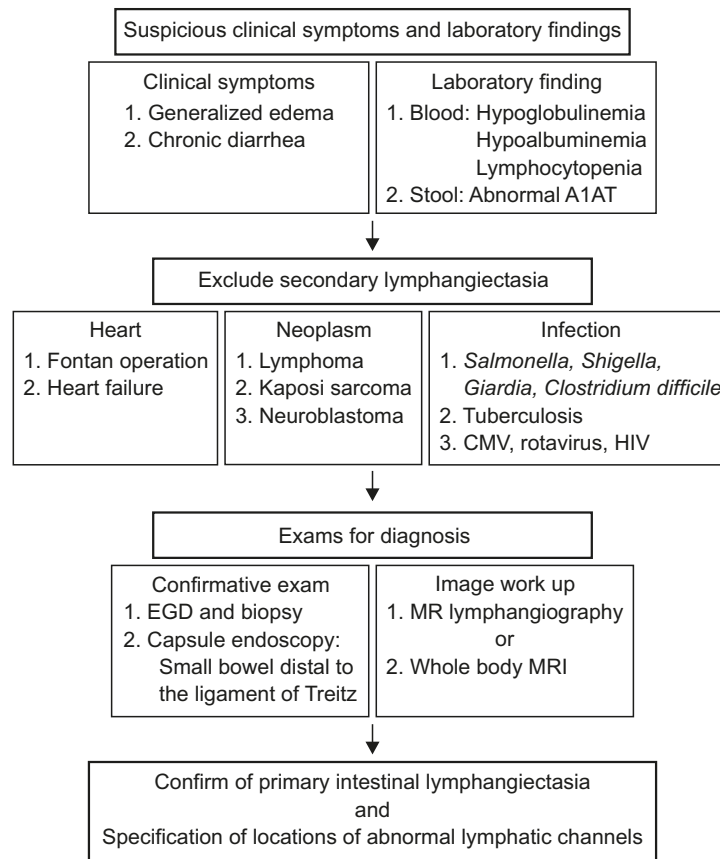 Suspicious clinical symptoms and laboratory findings
Clinical symptoms
1. Generalized edema
2. Chronic diarrhea
Laboratory finding
1. Blood: Hypoglobulinemia
Hypoalbuminemia
Lymphocytopenia
2. Stool: Abnormal A1AT
Exclude secondary lymphangiectasia
Heart
1. Fontan operation
2. Heart failure
Neoplasm
1. Lymphoma
2. Kaposi sarcoma
3. Neuroblastoma
Infection
1. Salmonella, Shigella,
Giardia, Clostridium difficile
2. Tuberculosis
3. CMV, rotavirus, HIV
Exams for diagnosis
Confirmative exam
1. EGD and biopsy
2. Capsule endoscopy:
Small bowel distal to
the ligament of Treitz
Image work up
1. MR lymphangiography
or
2. Whole body MRI
Confirm of primary intestinal lymphangiectasia
and
Specification of locations of abnormal lymphatic channels